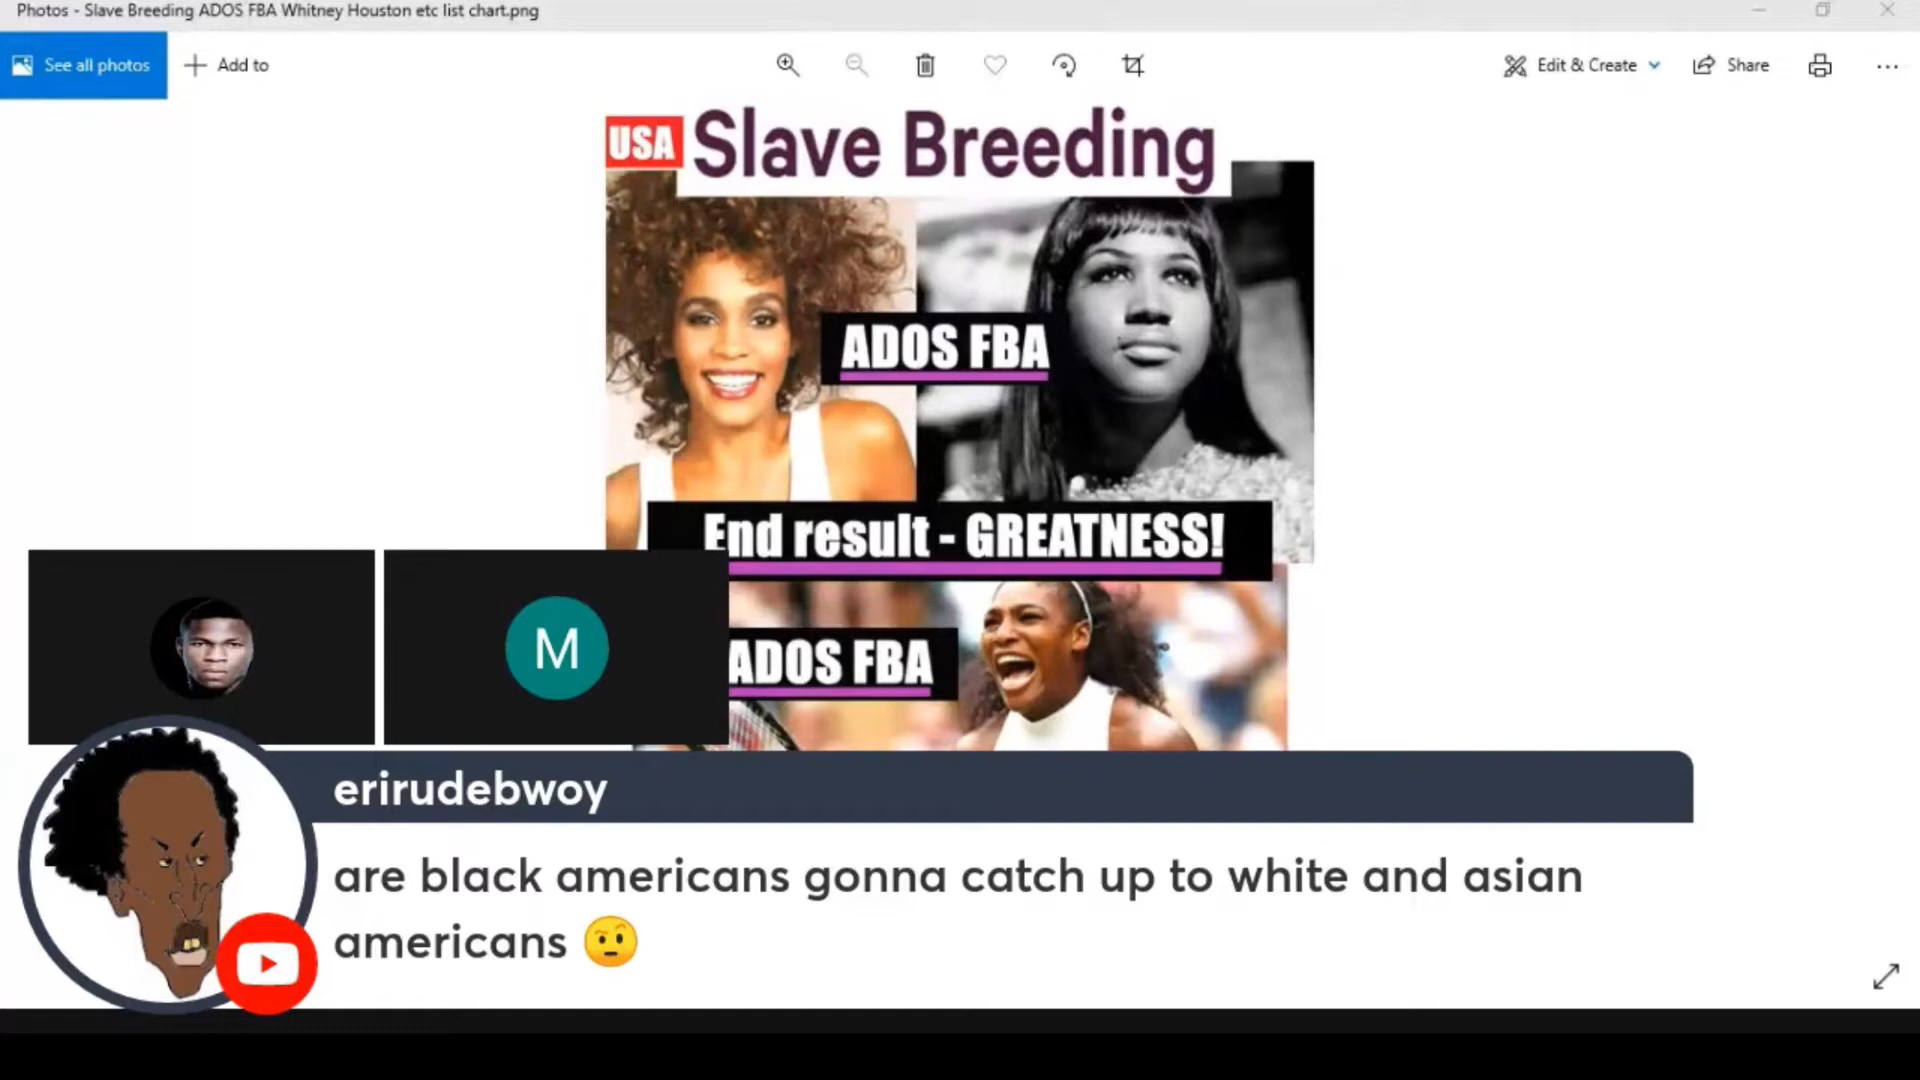 Photos - Slave Breeding ADOS FBA Whitney Houston etc list chart.png
See all photos
Add to
Edit & Create
Share
USA
Slave Breeding
ADOS FBA
End result - GREATNESS!
ADOS FBA
M
erirudebwoy
are black americans gonna catch up to white and asian
americans 🤨